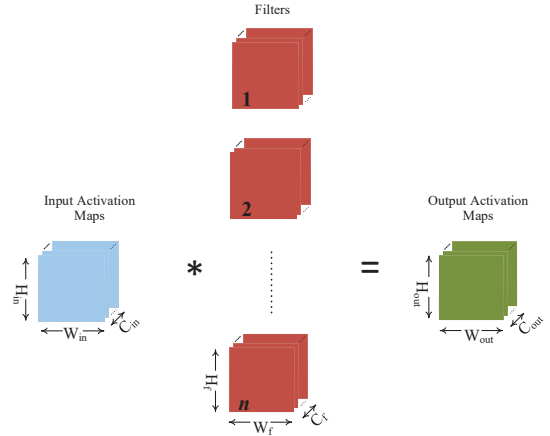 Filters
1
2
Input Activation
Maps
Output Activation
Maps
*
=
H_in
W_in
C_in
H_out
W_out
C_out
n
H_f
W_f
C_f